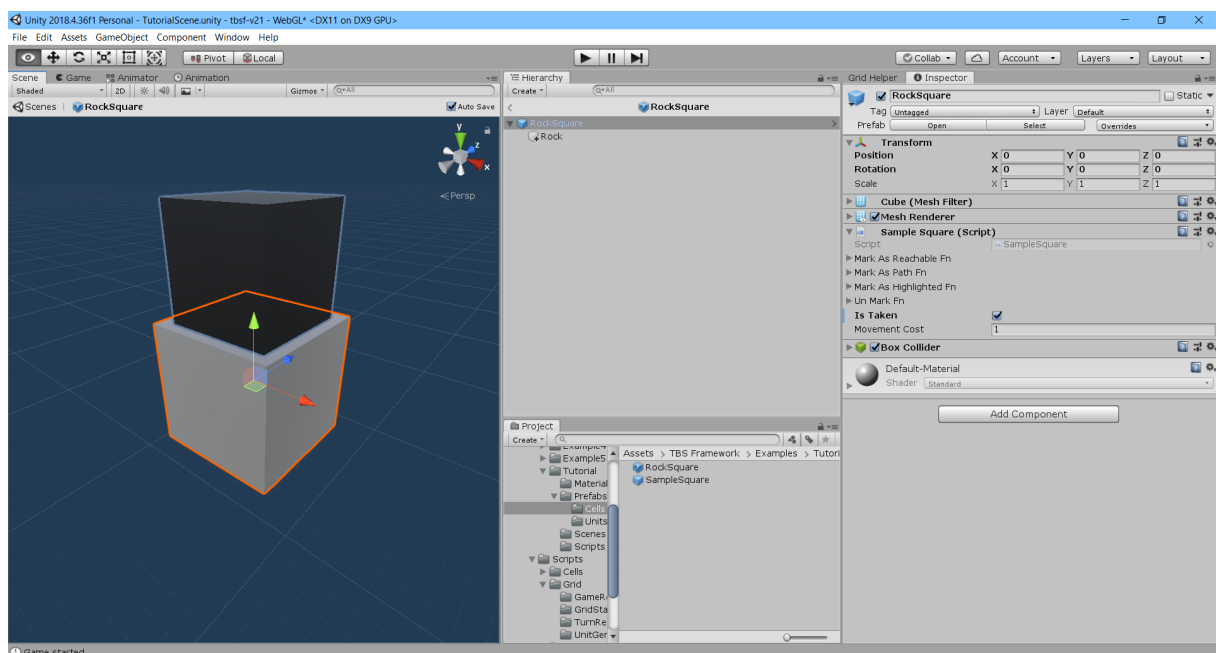 Unity 2018.4.36f1 Personal - TutorialScene.unity - tbsf-v21 - WebGL* <DX11 on DX9 GPU>
File Edit Assets GameObject Component Window Help
Pivot Local Collab Account Layers Layout
Scene Game Animator Animation
Shaded 2D Gizmos All
Scenes RockSquare Auto Save
y z x
Persp
Hierarchy
Create All
RockSquare
RockSquare
Rock
Project
Create
Example5
Tutorial
Material
Prefabs
Cells
Units
Scenes
Scripts
Scripts
Cells
Grid
GameR
GridSta
TurnRe
UnitGer
Assets > TBS Framework > Examples > Tutori
RockSquare
SampleSquare
Grid Helper Inspector
RockSquare Static
Tag Untagged Layer Default
Prefab Open Select Overrides
Transform
Position X 0 Y 0 Z 0
Rotation X 0 Y 0 Z 0
Scale X 1 Y 1 Z 1
Cube (Mesh Filter)
Mesh Renderer
Sample Square (Script)
Script SampleSquare
Mark As Reachable Fn
Mark As Path Fn
Mark As Highlighted Fn
Un Mark Fn
Is Taken
Movement Cost 1
Box Collider
Default-Material
Shader Standard
Add Component
Game started